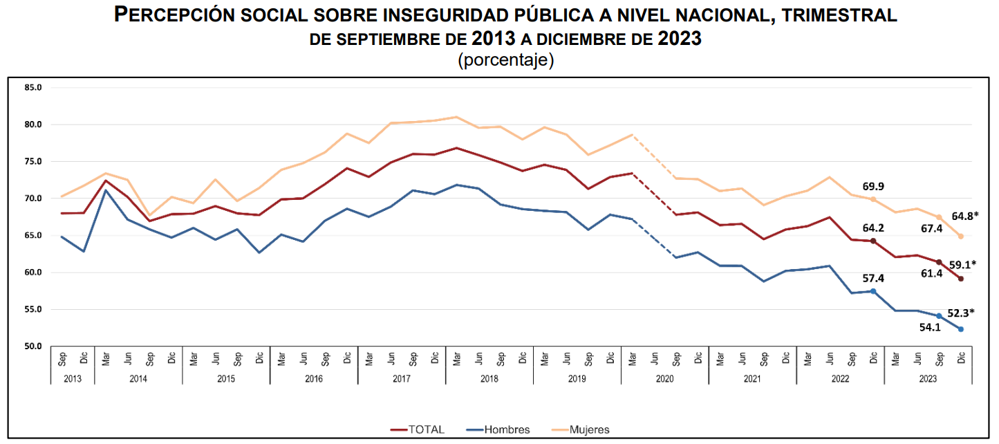 PERCEPCIÓN SOCIAL SOBRE INSEGURIDAD PÚBLICA A NIVEL NACIONAL, TRIMESTRAL
DE SEPTIEMBRE DE 2013 A DICIEMBRE DE 2023
(porcentaje)
85.0
80.0
75.0
70.0
65.0
60.0
55.0
50.0
69.9
64.8*
67.4
64.2
59.1*
61.4
57.4
52.3*
54.1
Sep Dic Mar Jun Sep Dic Mar Jun Sep Dic Mar Jun Sep Dic Mar Jun Sep Dic Mar Jun Sep Dic Mar Jun Sep Dic Mar Sep Dic Mar Jun Sep Dic Mar Jun Sep Dic Mar Jun Sep Dic
2013 2014 2015 2016 2017 2018 2019 2020 2021 2022 2023
TOTAL Hombres Mujeres